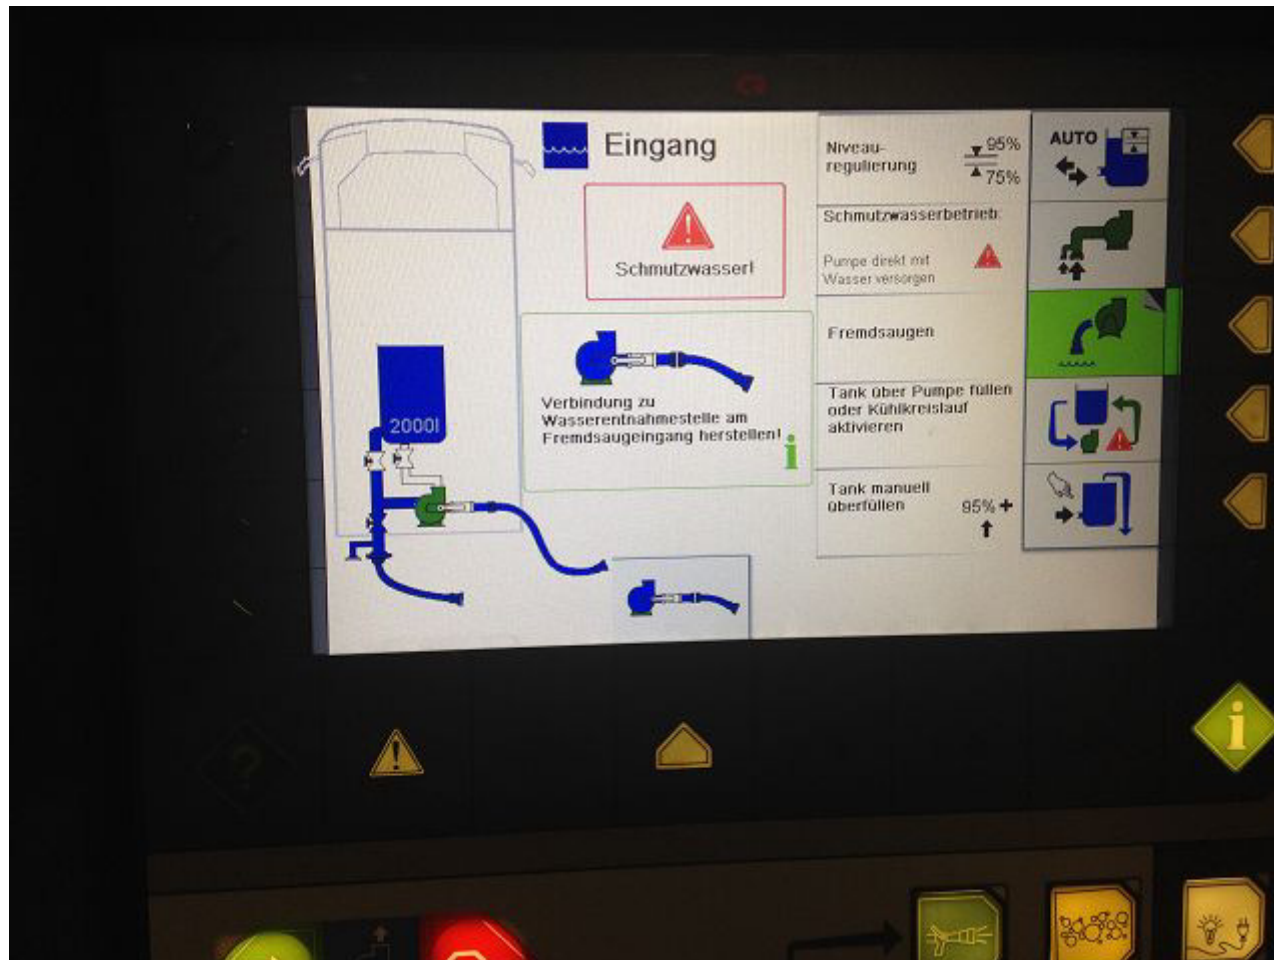 Eingang
Schmutzwasser!
Verbindung zu
Wasserentnahmestelle am
Fremdsaugeingang herstellen!
i
2000l
Niveau-
regulierung
95%
75%
AUTO
Schmutzwasserbetrieb:
Pumpe direkt mit
Wasser versorgen
Fremdsaugen
Tank über Pumpe füllen
oder Kühlkreislauf
aktivieren
Tank manuell
überfüllen
95% +
?
!
i